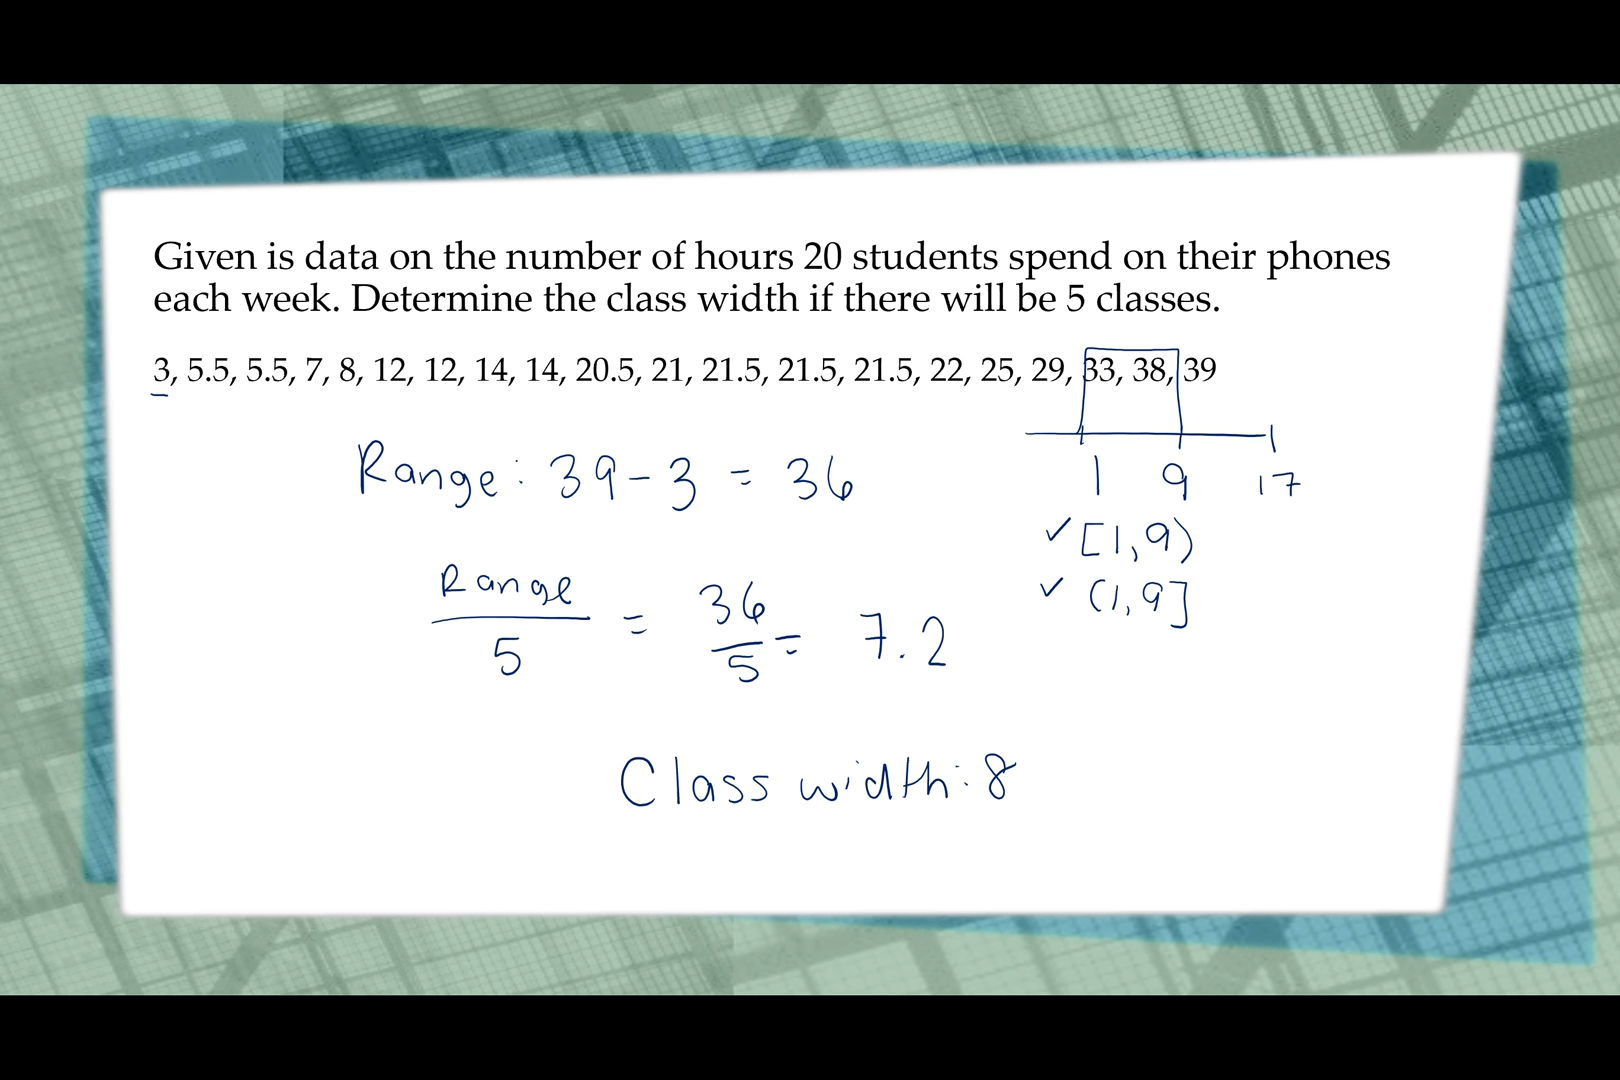 Given is data on the number of hours 20 students spend on their phones
each week. Determine the class width if there will be 5 classes.
3, 5.5, 5.5, 7, 8, 12, 12, 14, 14, 20.5, 21, 21.5, 21.5, 21.5, 22, 25, 29, 33, 38, 39
Range: 39 - 3 = 36
1 9 17
✓ [1, 9)
✓ (1, 9]
Range / 5 = 36 / 5 = 7.2
Class width: 8